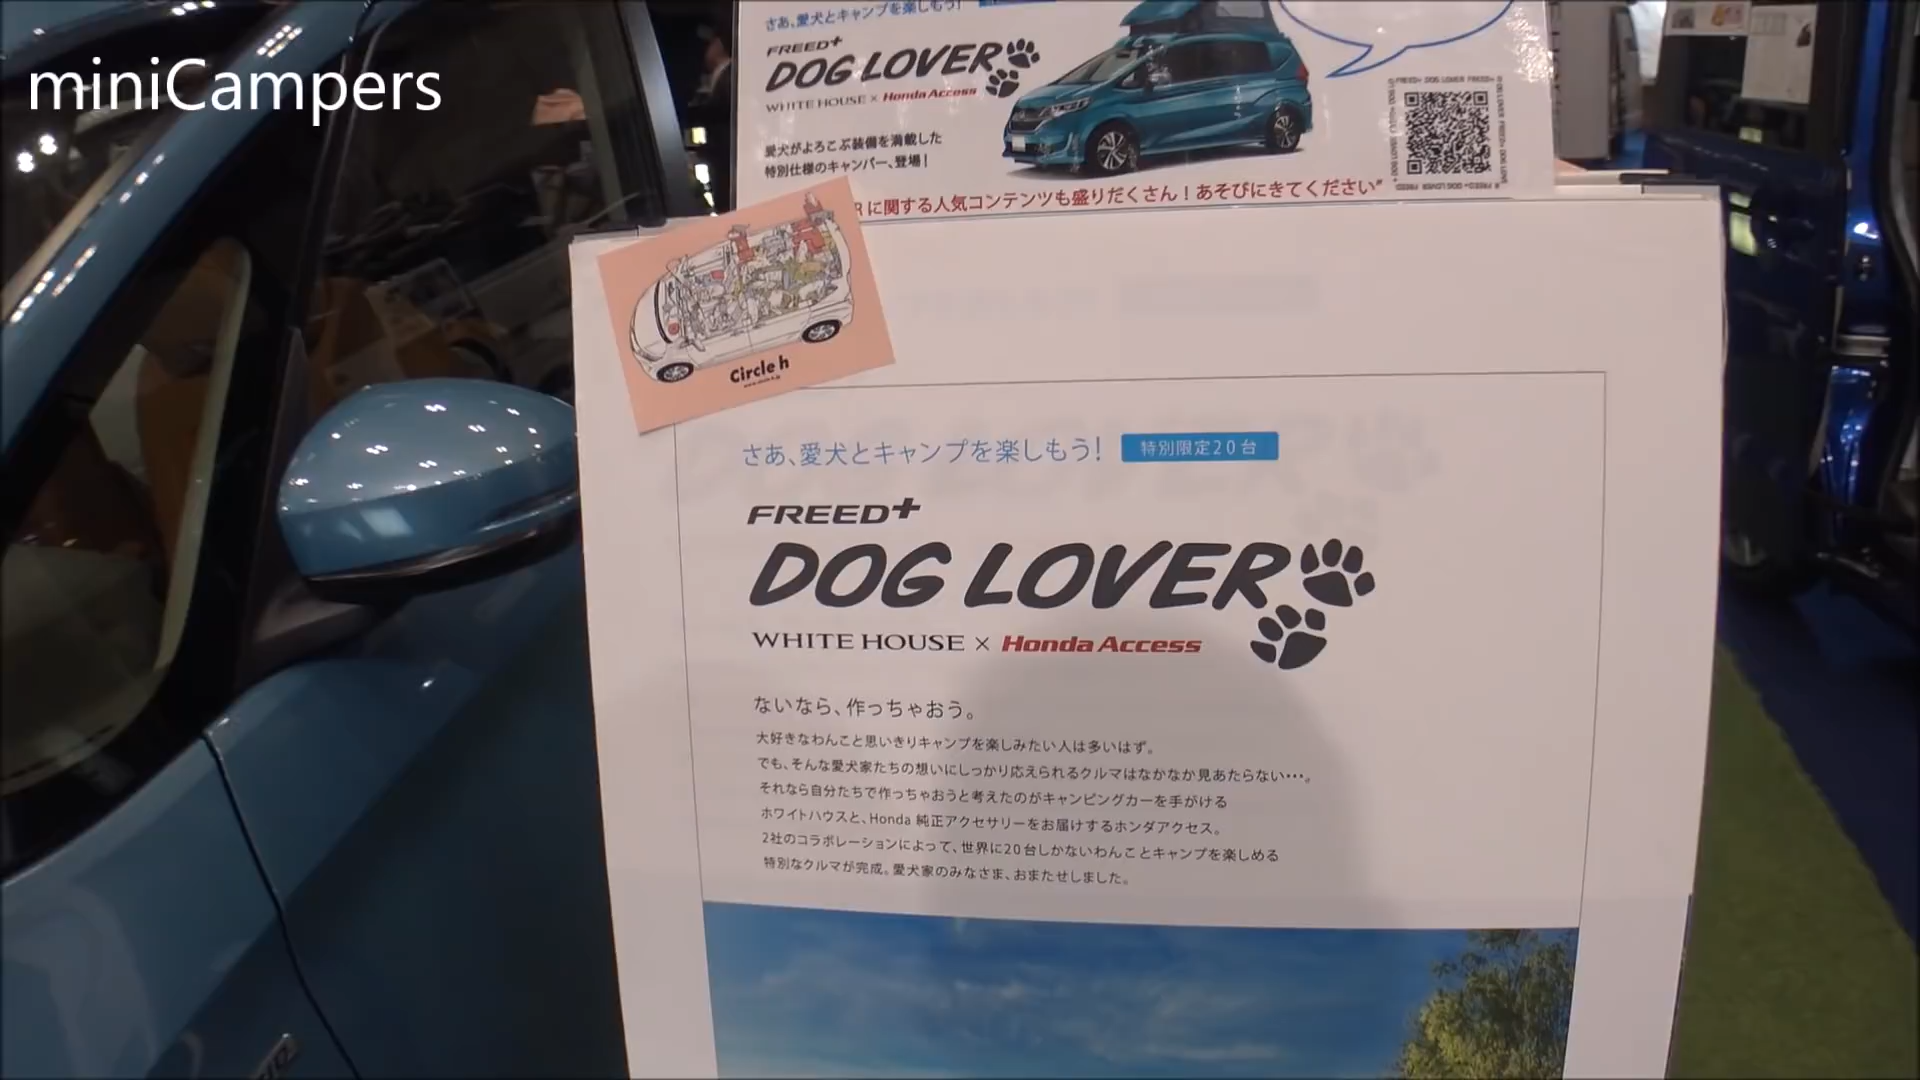 miniCampers
さあ、愛犬とキャンプを楽しもう!
FREED+
DOG LOVER
WHITE HOUSE × Honda Access
愛犬がよろこぶ装備を満載した
特別仕様のキャンパー、登場!
Rに関する人気コンテンツも盛りだくさん!あそびにきてください"
Circle h
さあ、愛犬とキャンプを楽しもう! 特別限定20台
FREED+
DOG LOVER
WHITE HOUSE × Honda Access
ないなら、作っちゃおう。
大好きなわんこと思いきりキャンプを楽しみたい人は多いはず。
でも、そんな愛犬家たちの想いにしっかり応えられるクルマはなかなか見あたらない・・・。
それなら自分たちで作っちゃおうと考えたのがキャンピングカーを手がける
ホワイトハウスと、Honda 純正アクセサリーをお届けするホンダアクセス。
2社のコラボレーションによって、世界に20台しかないわんことキャンプを楽しめる
特別なクルマが完成。愛犬家のみなさま、おまたせしました。